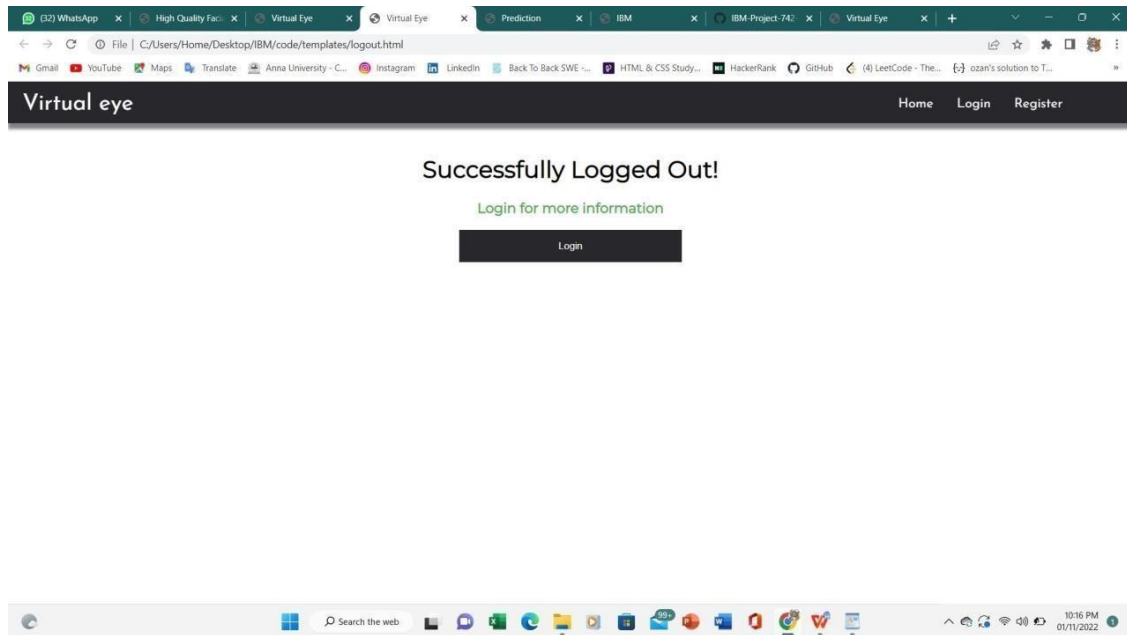 (32) WhatsApp High Quality Faci Virtual Eye Virtual Eye Prediction IBM IBM-Project-742 Virtual Eye
File | C:/Users/Home/Desktop/IBM/code/templates/logout.html
Gmail YouTube Maps Translate Anna University - C... Instagram LinkedIn Back To Back SWE -... HTML & CSS Study... HackerRank GitHub (4) LeetCode - The... ozan's solution to T... »
Virtual eye Home Login Register
Successfully Logged Out!
Login for more information
Login
Search the web 99+ 10:16 PM
01/11/2022